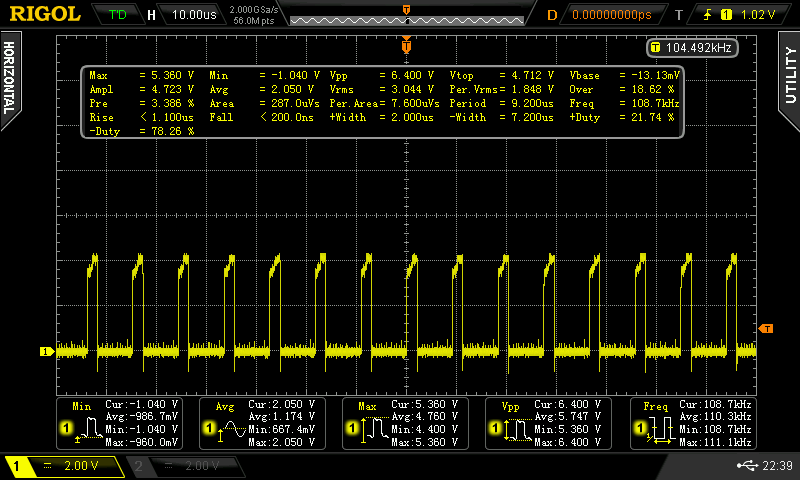 RIGOL T'D H 10.00us 2.000GSa/s 56.0M pts D 0.00000000ps T 1 1.02 V
HORIZONTAL
UTILITY
T
T 104.492kHz
Max = 5.360 V Min = -1.040 V Vpp = 6.400 V Vtop = 4.712 V Vbase = -13.13mV
Ampl = 4.723 V Avg = 2.050 V Vrms = 3.044 V Per.Vrms= 1.848 V Over = 18.62 %
Pre = 3.386 % Area = 287.0uVs Per.Area= 7.600uVs Period = 9.200us Freq = 108.7kHz
Rise < 1.100us Fall < 200.0ns +Width = 2.000us -Width = 7.200us +Duty = 21.74 %
-Duty = 78.26 %
T
1
Min Cur:-1.040 V
Avg:-986.7mV
1 Min:-1.040 V
Max:-960.0mV
Avg Cur: 2.050 V
Avg: 1.174 V
1 Min: 667.4mV
Max: 2.050 V
Max Cur: 5.360 V
Avg: 4.760 V
1 Min: 4.400 V
Max: 5.360 V
Vpp Cur: 6.400 V
Avg: 5.747 V
1 Min: 5.360 V
Max: 6.400 V
Freq Cur: 108.7kHz
Avg: 110.3kHz
1 Min: 108.7kHz
Max: 111.1kHz
1 = 2.00 V 2 = 2.00 V 22:39